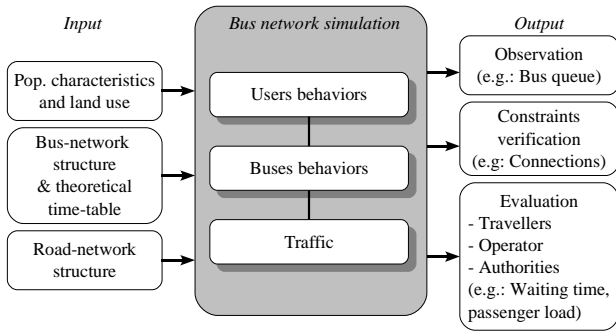 Input
Bus network simulation
Output
Pop. characteristics
and land use
Bus-network
structure
& theoretical
time-table
Road-network
structure
Users behaviors
Buses behaviors
Traffic
Observation
(e.g.: Bus queue)
Constraints
verification
(e.g: Connections)
Evaluation
- Travellers
- Operator
- Authorities
(e.g.: Waiting time,
passenger load)